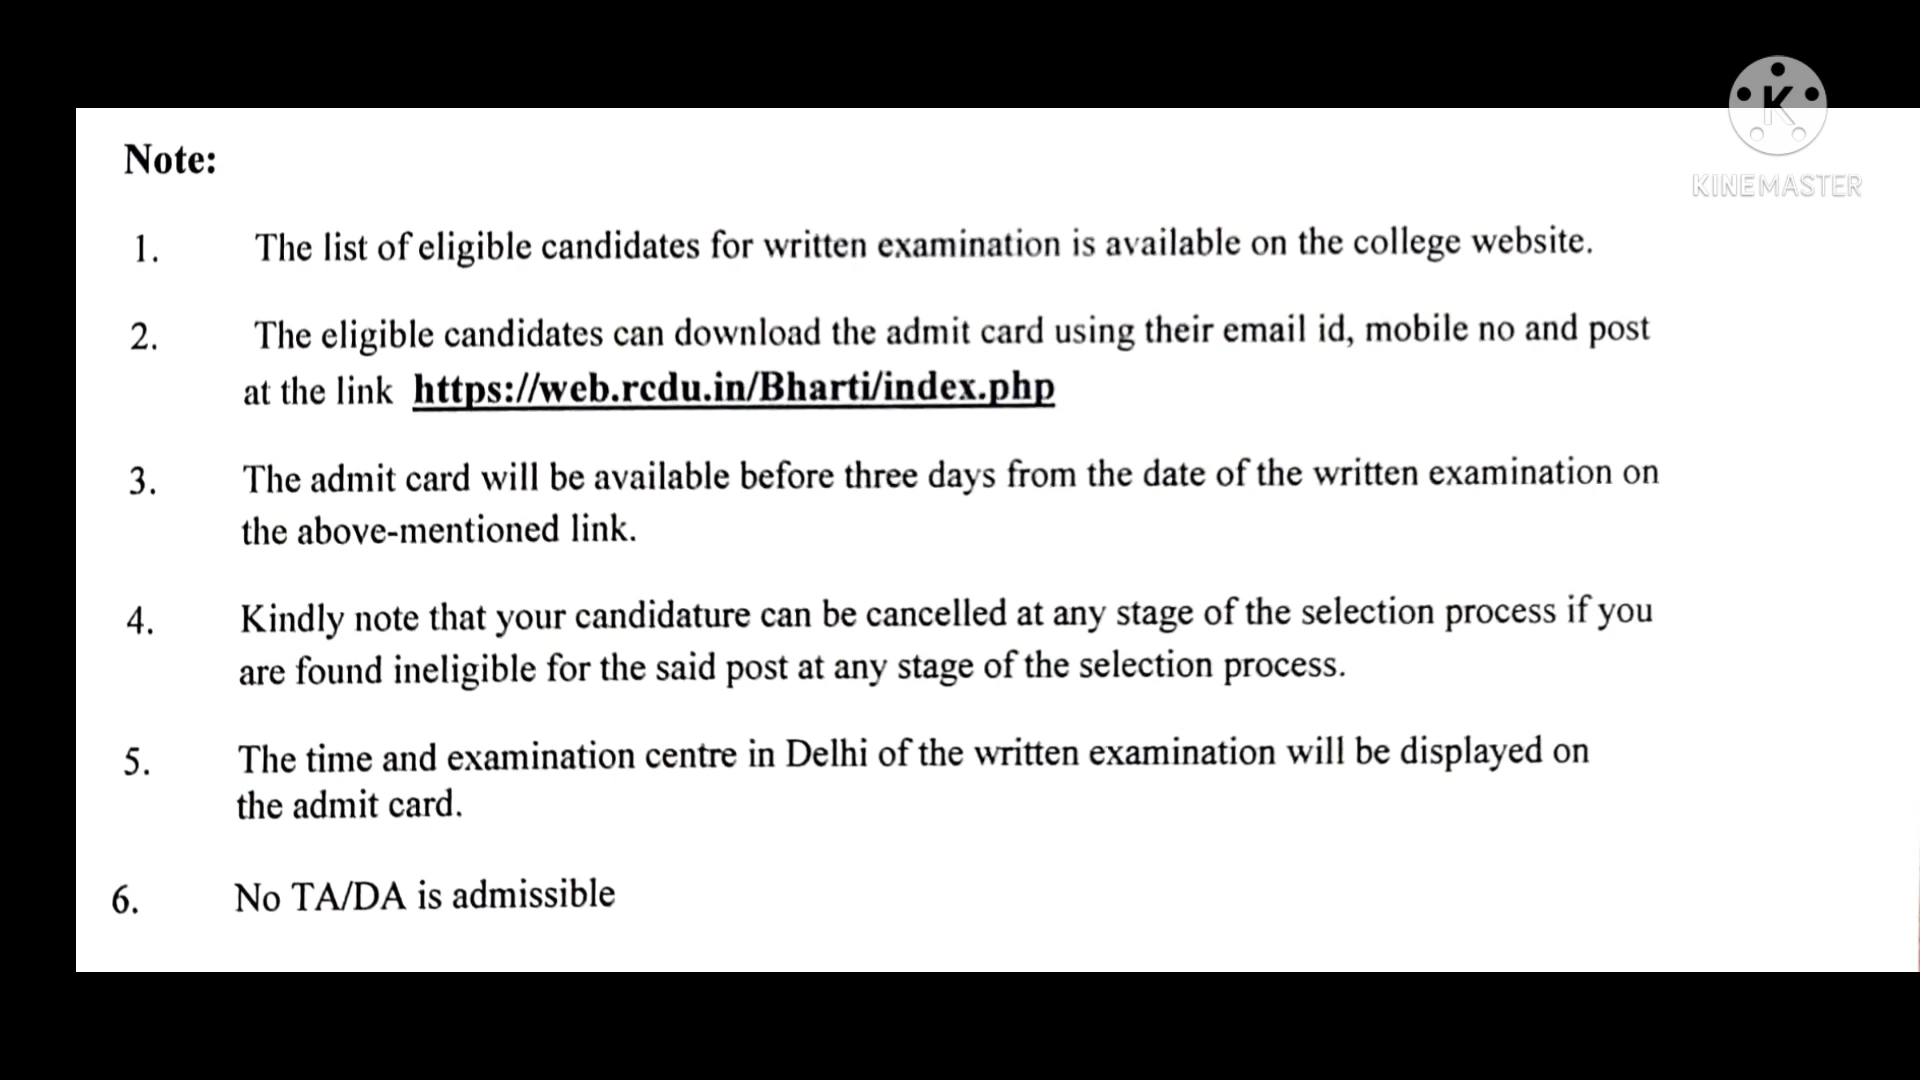 Note:
1. The list of eligible candidates for written examination is available on the college website.
2. The eligible candidates can download the admit card using their email id, mobile no and post
at the link https://web.rcdu.in/Bharti/index.php
3. The admit card will be available before three days from the date of the written examination on
the above-mentioned link.
4. Kindly note that your candidature can be cancelled at any stage of the selection process if you
are found ineligible for the said post at any stage of the selection process.
5. The time and examination centre in Delhi of the written examination will be displayed on
the admit card.
6. No TA/DA is admissible
K
KINEMASTER